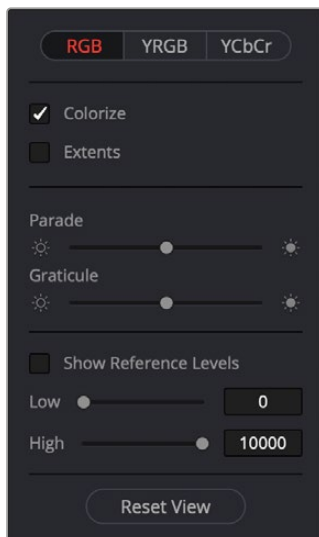 RGB YRGB YCbCr
Colorize
Extents
Parade
Graticule
Show Reference Levels
Low 0
High 10000
Reset View